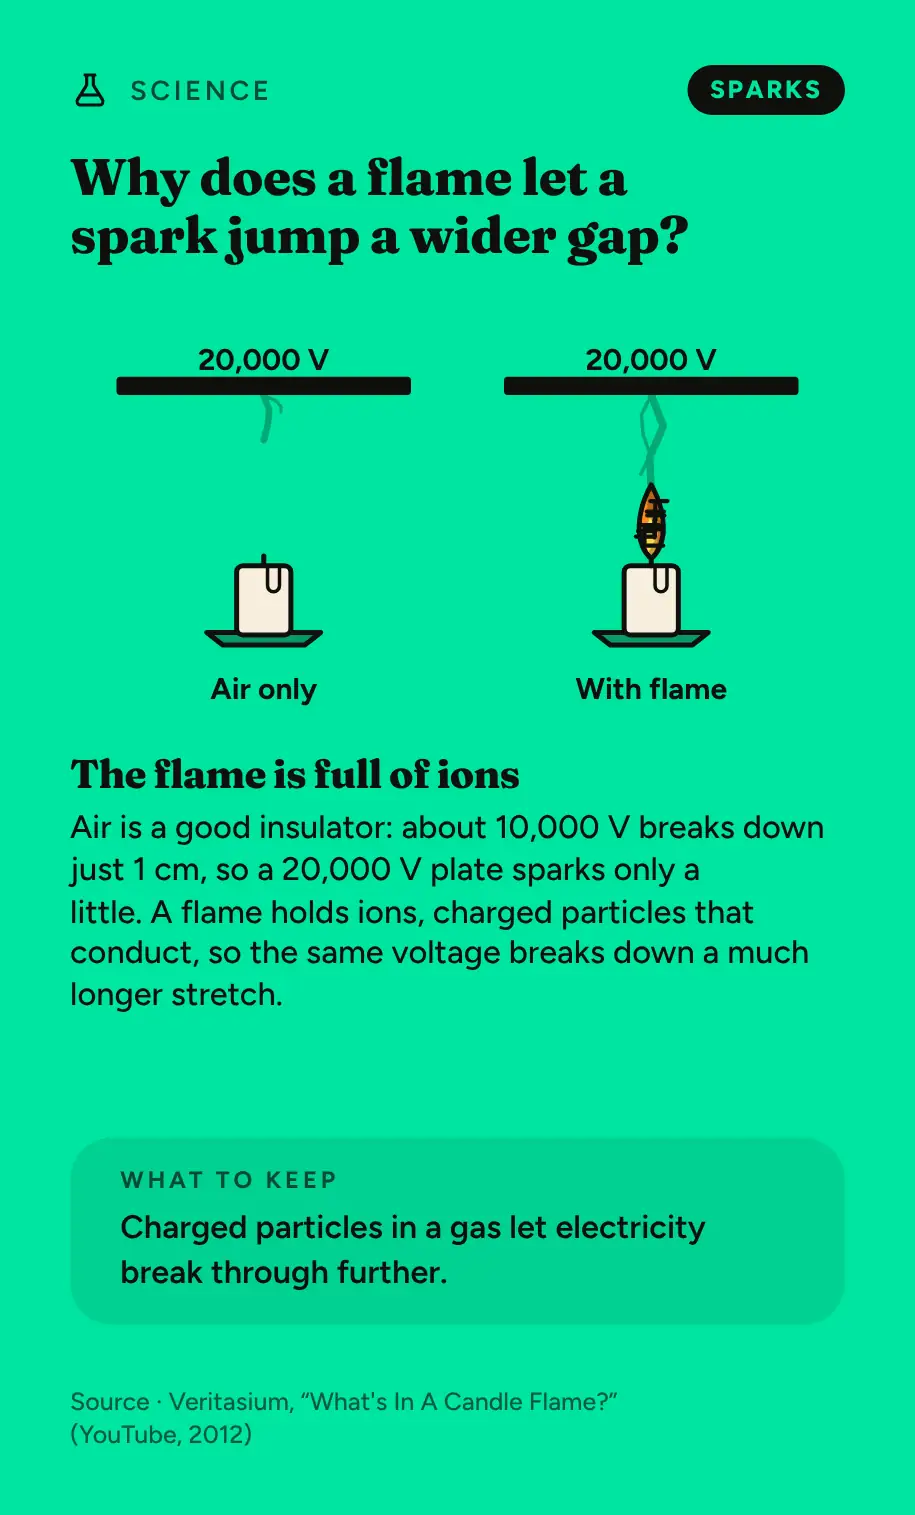 SCIENCE
SPARKS
Why does a flame let a
spark jump a wider gap?
20,000 V
20,000 V
Air only
With flame
The flame is full of ions
Air is a good insulator: about 10,000 V breaks down
just 1 cm, so a 20,000 V plate sparks only a
little. A flame holds ions, charged particles that
conduct, so the same voltage breaks down a much
longer stretch.
WHAT TO KEEP
Charged particles in a gas let electricity
break through further.
Source · Veritasium, “What's In A Candle Flame?”
(YouTube, 2012)